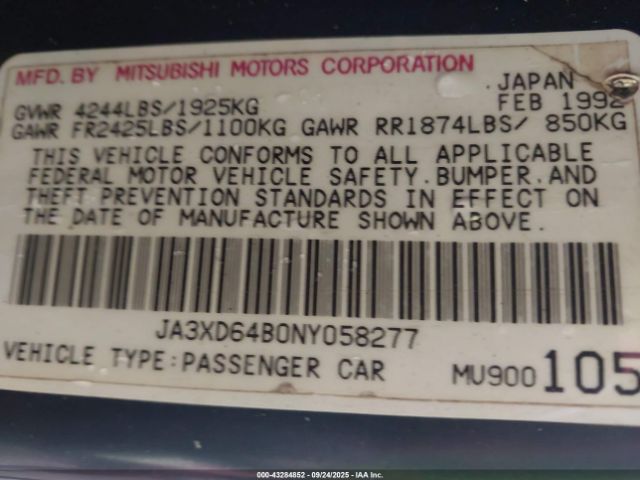 MFD. BY MITSUBISHI MOTORS CORPORATION
JAPAN
GVWR 4244LBS/1925KG FEB 1992
GAWR FR2425LBS/1100KG GAWR RR1874LBS/ 850KG
THIS VEHICLE CONFORMS TO ALL APPLICABLE
FEDERAL MOTOR VEHICLE SAFETY.BUMPER.AND
THEFT PREVENTION STANDARDS IN EFFECT ON
THE DATE OF MANUFACTURE SHOWN ABOVE.
JA3XD64B0NY058277
VEHICLE TYPE:PASSENGER CAR MU900105
000-43284852 - 09/24/2025 - IAA Inc.